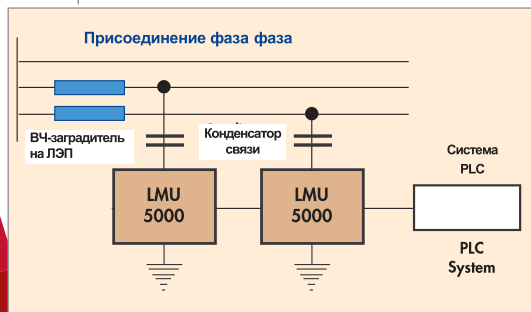 Присоединение фаза фаза
ВЧ-заградитель
на ЛЭП
Конденсатор
связи
LMU
5000
LMU
5000
Система
PLC
PLC
System